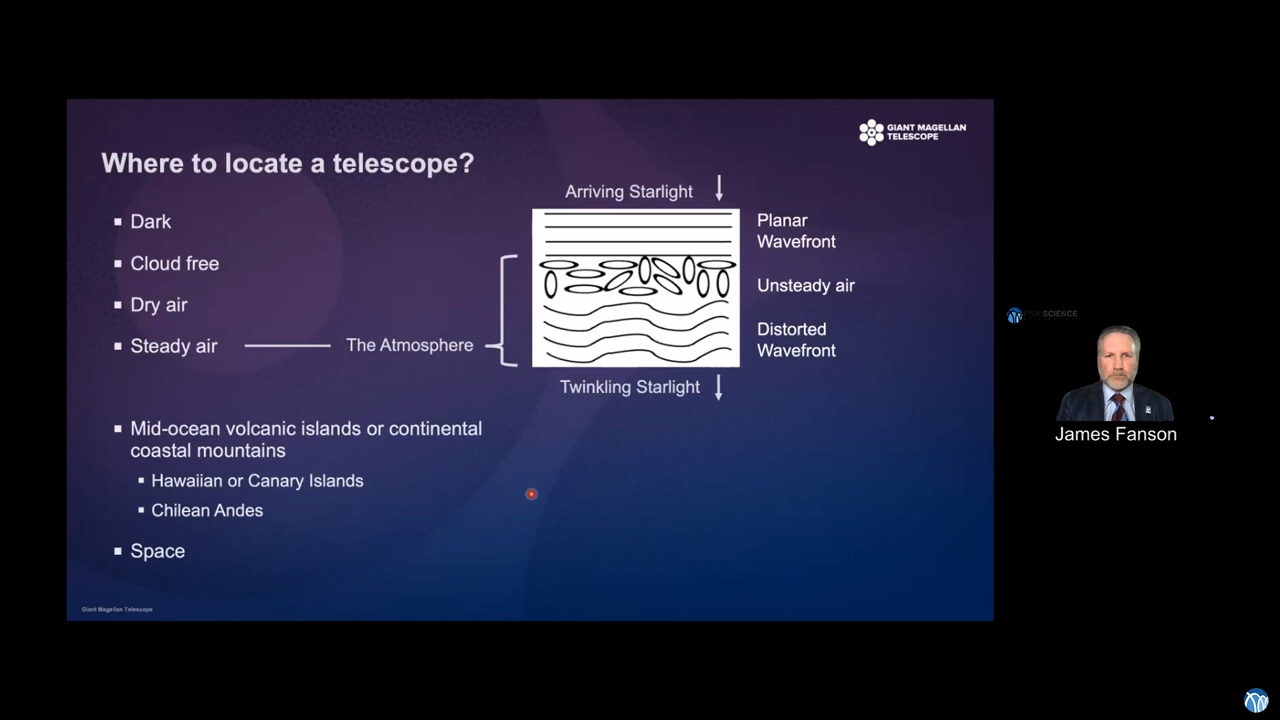 GIANT MAGELLAN
TELESCOPE
Where to locate a telescope?
Dark
Cloud free
Dry air
Steady air
The Atmosphere
Arriving Starlight
Planar
Wavefront
Unsteady air
Distorted
Wavefront
Twinkling Starlight
Mid-ocean volcanic islands or continental
coastal mountains
Hawaiian or Canary Islands
Chilean Andes
Space
Giant Magellan Telescope
PSW SCIENCE
James Fanson